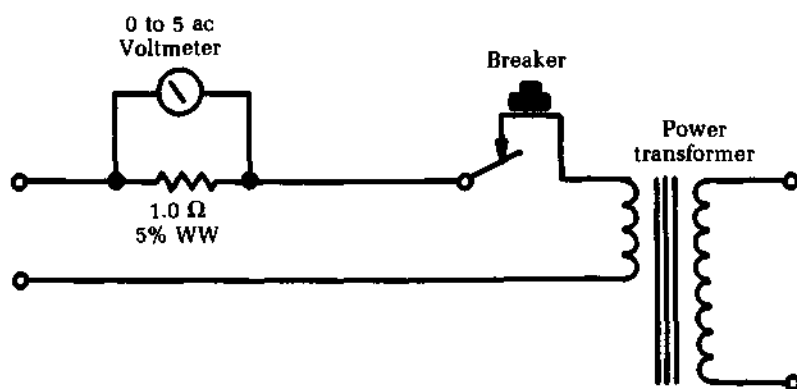 0 to 5 ac
Voltmeter
Breaker
Power
transformer
1.0 Ω
5% WW